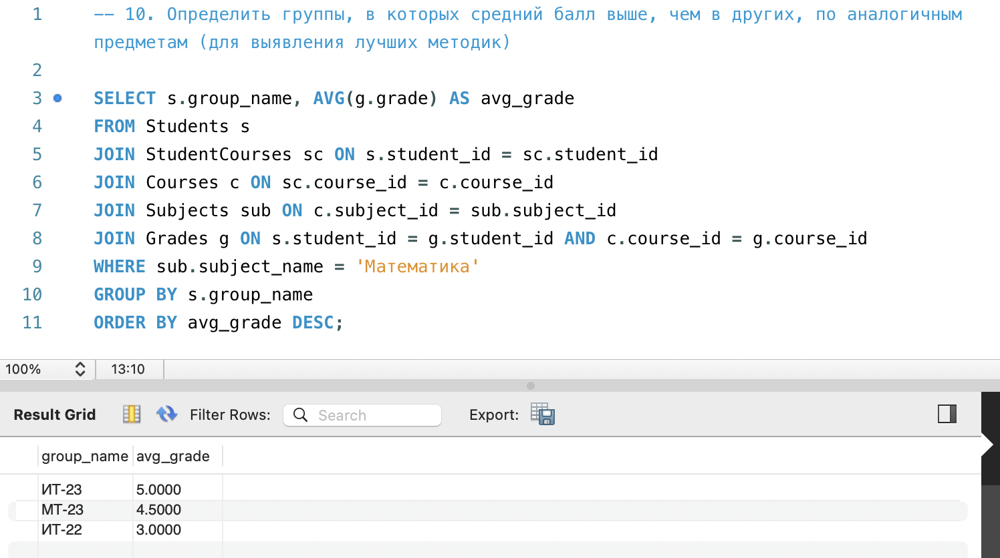 1 -- 10. Определить группы, в которых средний балл выше, чем в других, по аналогичным
предметам (для выявления лучших методик)
2
3 SELECT s.group_name, AVG(g.grade) AS avg_grade
4 FROM Students s
5 JOIN StudentCourses sc ON s.student_id = sc.student_id
6 JOIN Courses c ON sc.course_id = c.course_id
7 JOIN Subjects sub ON c.subject_id = sub.subject_id
8 JOIN Grades g ON s.student_id = g.student_id AND c.course_id = g.course_id
9 WHERE sub.subject_name = 'Математика'
10 GROUP BY s.group_name
11 ORDER BY avg_grade DESC;
100% 13:10
Result Grid Filter Rows: Search Export:
group_name avg_grade
ИТ-23 5.0000
МТ-23 4.5000
ИТ-22 3.0000